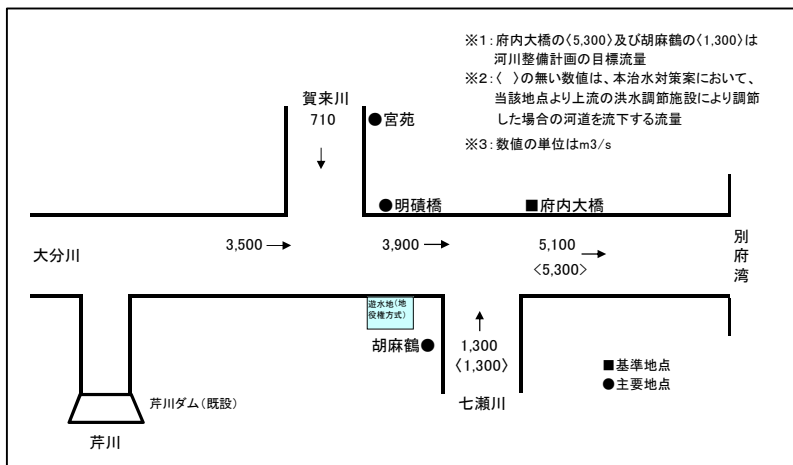 ※1：府内大橋の〈5,300〉及び胡麻鶴の〈1,300〉は
河川整備計画の目標流量
※2：〈　〉の無い数値は、本治水対策案において、
当該地点より上流の洪水調節施設により調節
した場合の河道を流下する流量
※3：数値の単位はm3/s
賀来川
710
●宮苑
↓
●明磧橋
■府内大橋
大分川
3,500 →
3,900 →
5,100
→
〈5,300〉
別府湾
遊水地(地
役権方式)
胡麻鶴●
↑
1,300
〈1,300〉
七瀬川
■基準地点
●主要地点
芹川ダム(既設)
芹川